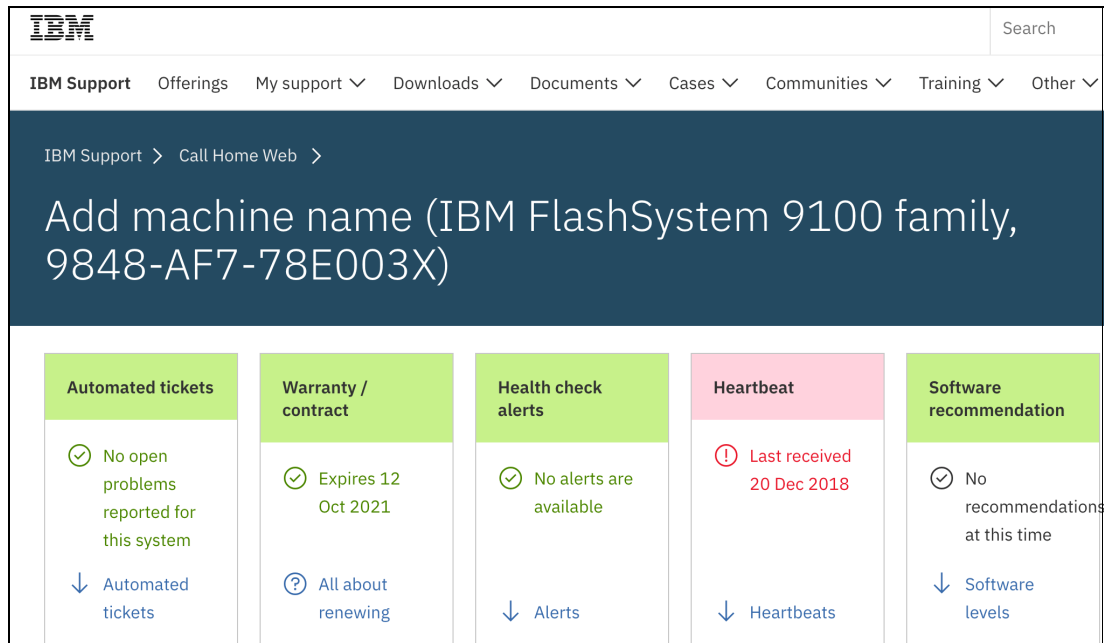 IBM
Search
IBM Support Offerings My support Downloads Documents Cases Communities Training Other
IBM Support Call Home Web
Add machine name (IBM FlashSystem 9100 family,
9848-AF7-78E003X)
Automated tickets
No open
problems
reported for
this system
Automated
tickets
Warranty /
contract
Expires 12
Oct 2021
All about
renewing
Health check
alerts
No alerts are
available
Alerts
Heartbeat
Last received
20 Dec 2018
Heartbeats
Software
recommendation
No
recommendations
at this time
Software
levels